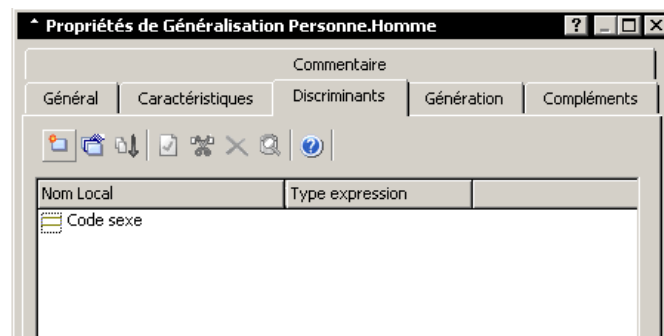 Propriétés de Généralisation Personne.Homme
Commentaire
Général Caractéristiques Discriminants Génération Compléments
Nom Local Type expression
Code sexe